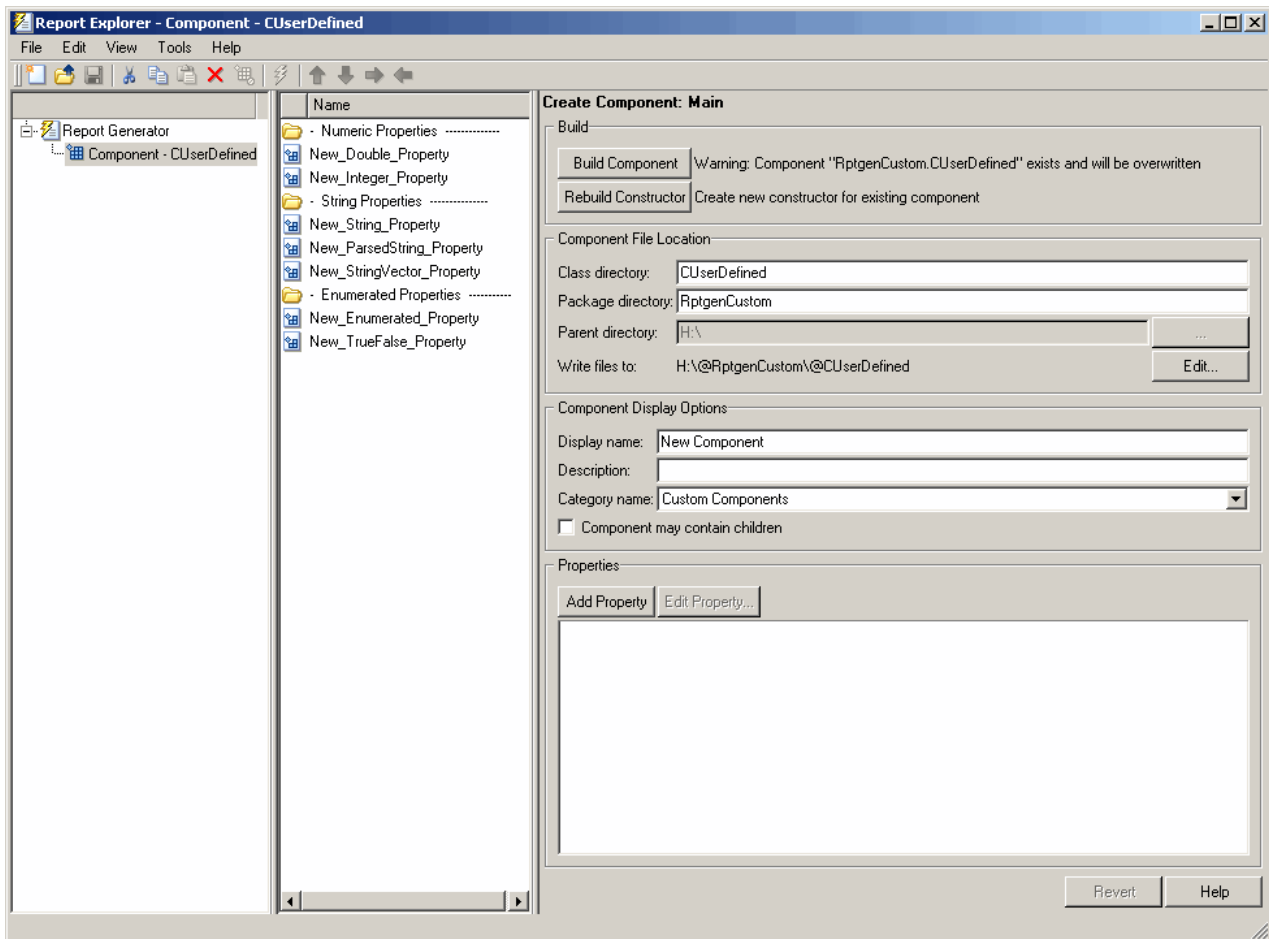 Report Explorer - Component - CUserDefined
File Edit View Tools Help
Report Generator
Component - CUserDefined
Name
- Numeric Properties -------------
New_Double_Property
New_Integer_Property
- String Properties --------------
New_String_Property
New_ParsedString_Property
New_StringVector_Property
- Enumerated Properties ----------
New_Enumerated_Property
New_TrueFalse_Property
Create Component: Main
Build
Build Component Warning: Component "RptgenCustom.CUserDefined" exists and will be overwritten
Rebuild Constructor Create new constructor for existing component
Component File Location
Class directory: CUserDefined
Package directory: RptgenCustom
Parent directory: H:\ ...
Write files to: H:\@RptgenCustom\@CUserDefined Edit...
Component Display Options
Display name: New Component
Description:
Category name: Custom Components
Component may contain children
Properties
Add Property Edit Property...
Revert Help